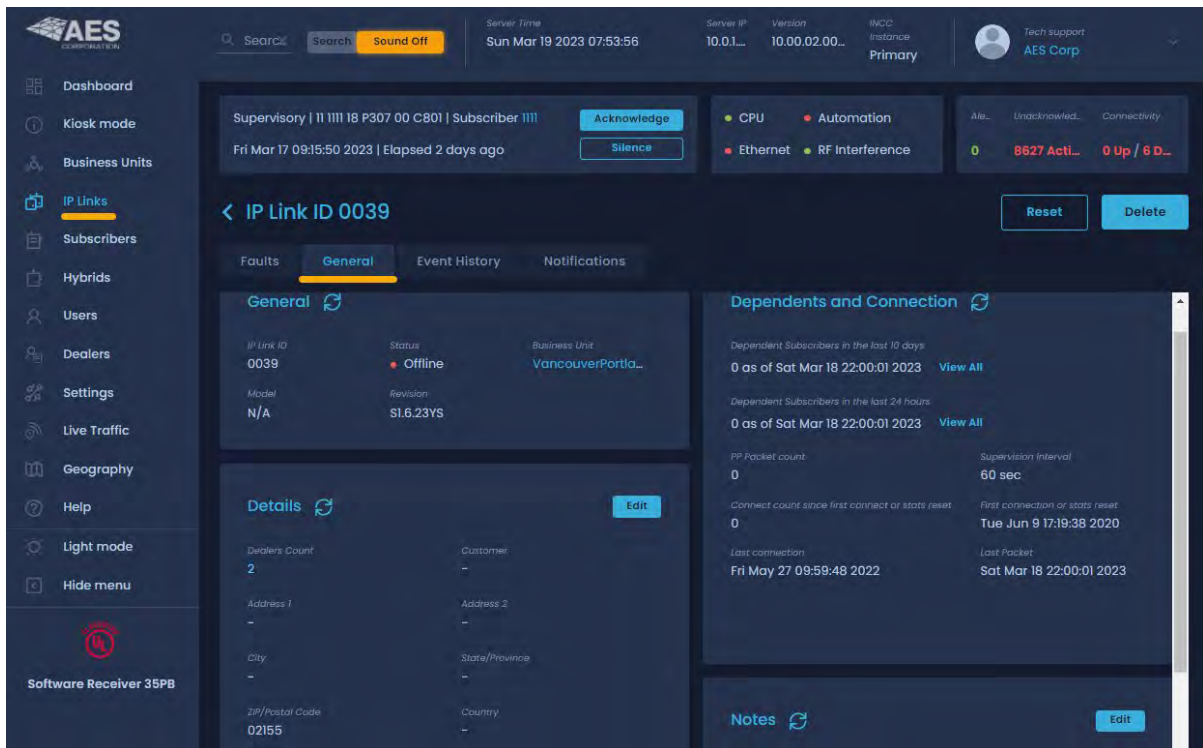 AES
CORPORATION
Search
Search
Sound Off
Server Time
Sun Mar 19 2023 07:53:56
Server IP
10.0.1....
Version
10.00.02.00...
INCC
Instance
Primary
Tech support
AES Corp
Dashboard
Kiosk mode
Business Units
IP Links
Subscribers
Hybrids
Users
Dealers
Settings
Live Traffic
Geography
Help
Light mode
Hide menu
UL
Software Receiver 35PB
Supervisory | 11 1111 18 P307 00 C801 | Subscriber 1111
Acknowledge
Fri Mar 17 09:15:50 2023 | Elapsed 2 days ago
Silence
CPU
Automation
Ethernet
RF Interference
Ale...
Unacknowled...
Connectivity
0
8627 Acti...
0 Up / 6 D...
IP Link ID 0039
Reset
Delete
Faults
General
Event History
Notifications
General
IP Link ID
Status
Business Unit
0039
Offline
VancouverPortla...
Model
Revision
N/A
S1.6.23YS
Details
Edit
Dealers Count
Customer
2
-
Address 1
Address 2
-
-
City
State/Province
-
-
ZIP/Postal Code
Country
02155
-
Dependents and Connection
Dependent Subscribers in the last 10 days
0 as of Sat Mar 18 22:00:01 2023 View All
Dependent Subscribers in the last 24 hours
0 as of Sat Mar 18 22:00:01 2023 View All
PP Packet count
Supervision Interval
0
60 sec
Connect count since first connect or stats reset
First connection or stats reset
0
Tue Jun 9 17:19:38 2020
Last connection
Last Packet
Fri May 27 09:59:48 2022
Sat Mar 18 22:00:01 2023
Notes
Edit